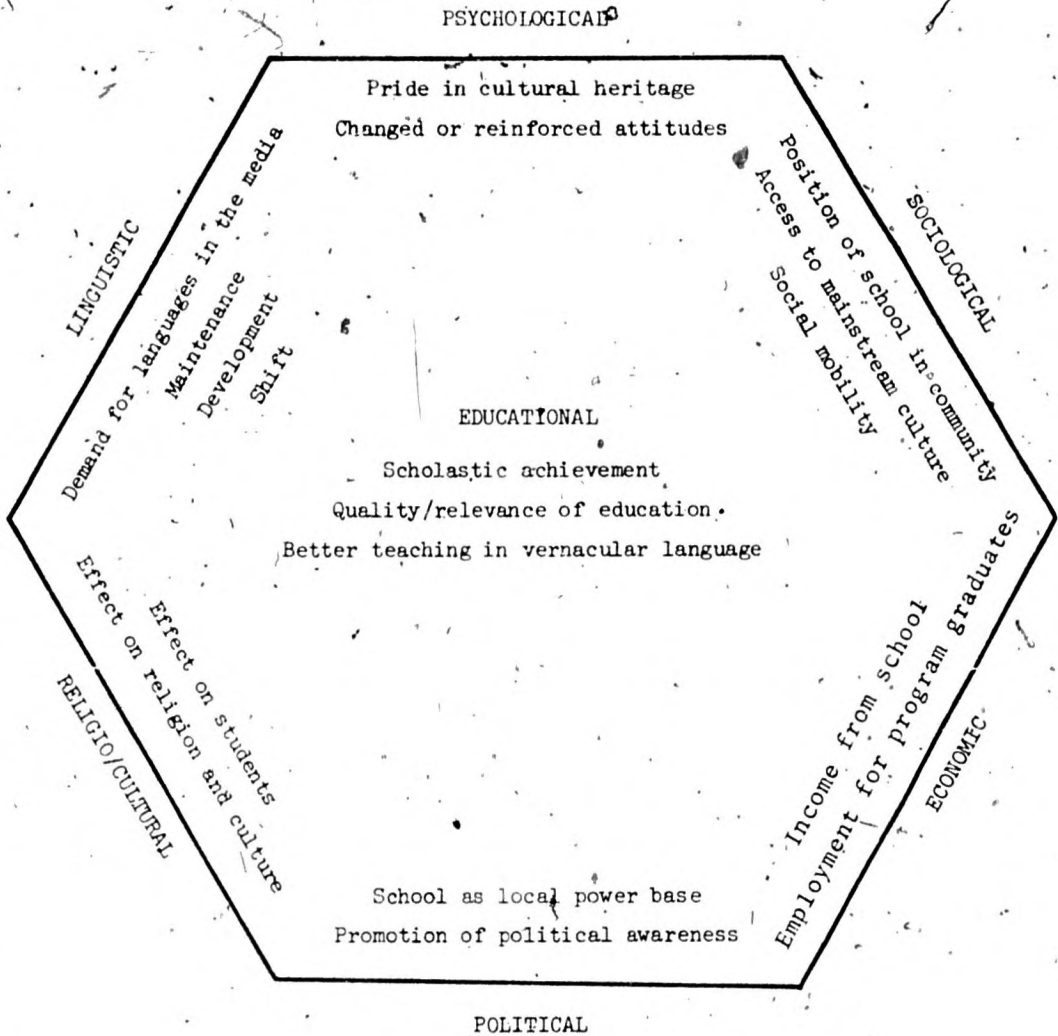 PSYCHOLOGICAL
Pride in cultural heritage
Changed or reinforced attitudes
LINGUISTIC
Demand for languages in the media
Maintenance
Development
Shift
SOCIOLOGICAL
Position of school in community
Access to mainstream culture
Social mobility
EDUCATIONAL
Scholastic achievement
Quality/relevance of education
Better teaching in vernacular language
RELIGIO/CULTURAL
Effect on religion and culture
Effect on students
ECONOMIC
Income from school
Employment for program graduates
School as local power base
Promotion of political awareness
POLITICAL